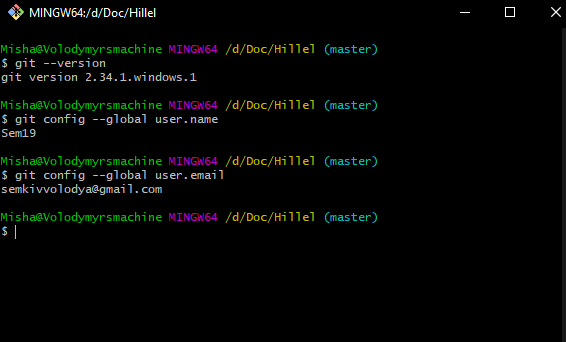 MINGW64:/d/Doc/Hillel
Misha@Volodymyrsmachine MINGW64 /d/Doc/Hillel (master)
$ git --version
git version 2.34.1.windows.1
Misha@Volodymyrsmachine MINGW64 /d/Doc/Hillel (master)
$ git config --global user.name
Sem19
Misha@Volodymyrsmachine MINGW64 /d/Doc/Hillel (master)
$ git config --global user.email
semkivvolodya@gmail.com
Misha@Volodymyrsmachine MINGW64 /d/Doc/Hillel (master)
$